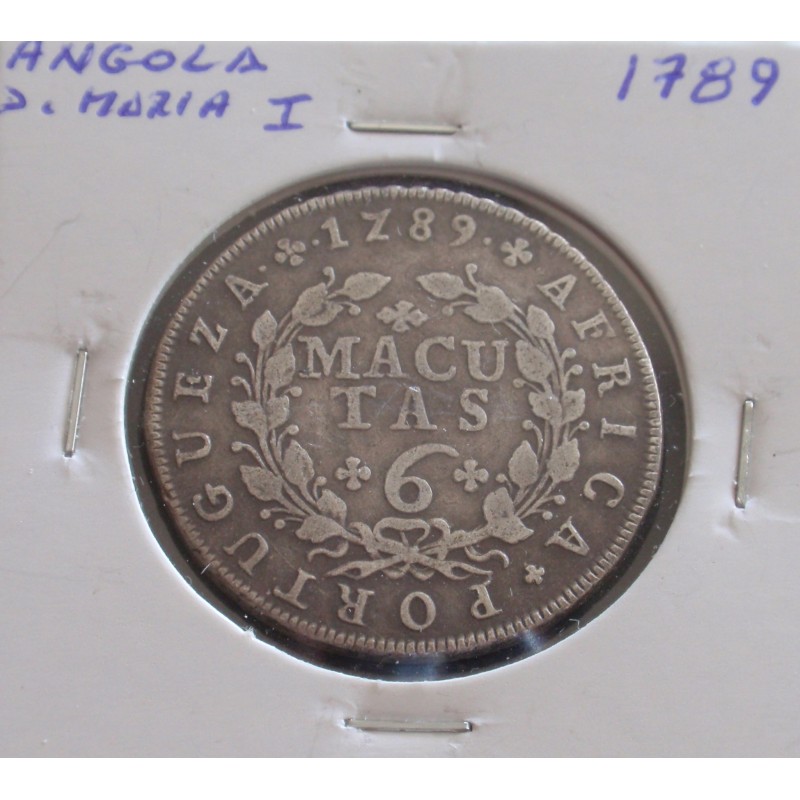 ANGOLA
D. MARIA I
1789
·1789· AFRICA PORTUGUEZA·
MACU
TAS
6